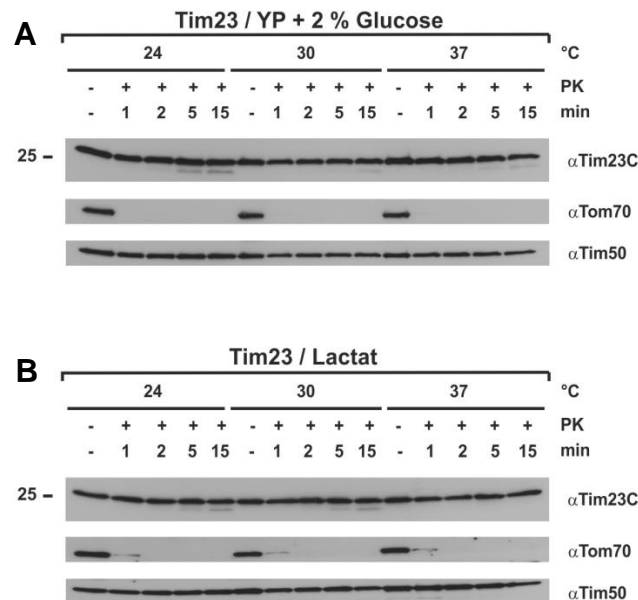 A
Tim23 / YP + 2 % Glucose
24 30 37 °C
- + + + + - + + + + - + + + + PK
- 1 2 5 15 - 1 2 5 15 - 1 2 5 15 min
25 αTim23C
αTom70
αTim50
B
Tim23 / Lactat
24 30 37 °C
- + + + + - + + + + - + + + + PK
- 1 2 5 15 - 1 2 5 15 - 1 2 5 15 min
25 αTim23C
αTom70
αTim50